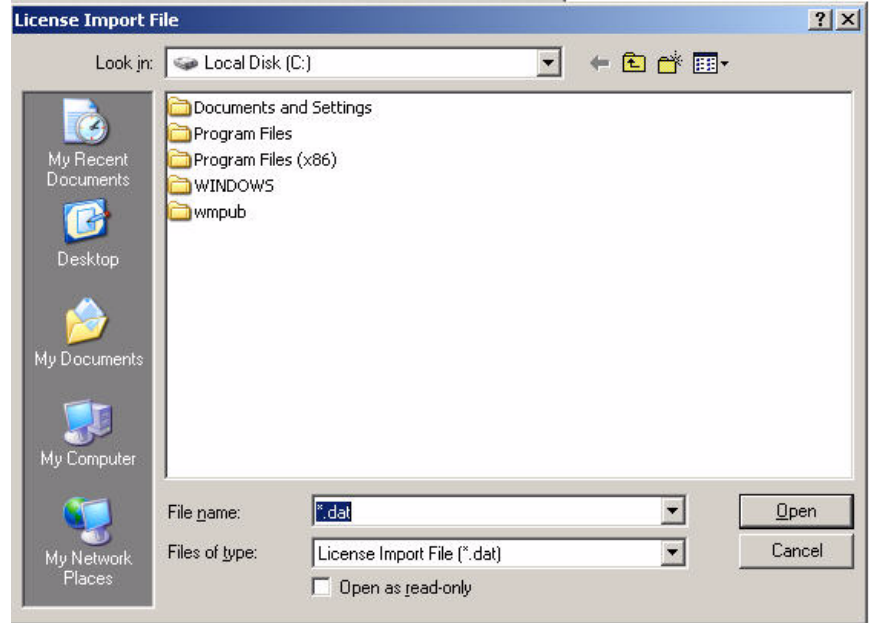 License Import File
Look in: Local Disk (C:)
My Recent
Documents
Desktop
My Documents
My Computer
My Network
Places
Documents and Settings
Program Files
Program Files (x86)
WINDOWS
wmpub
File name: *.dat
Open
Files of type: License Import File (*.dat)
Cancel
Open as read-only